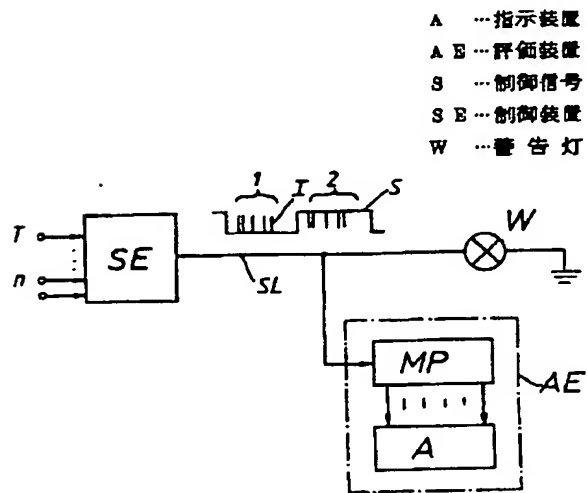 A …指示装置
A E …評価装置
S …制御信号
S E …制御装置
W …警告灯
1 I 2 S
T
SE
n
SL
W
MP
AE
A